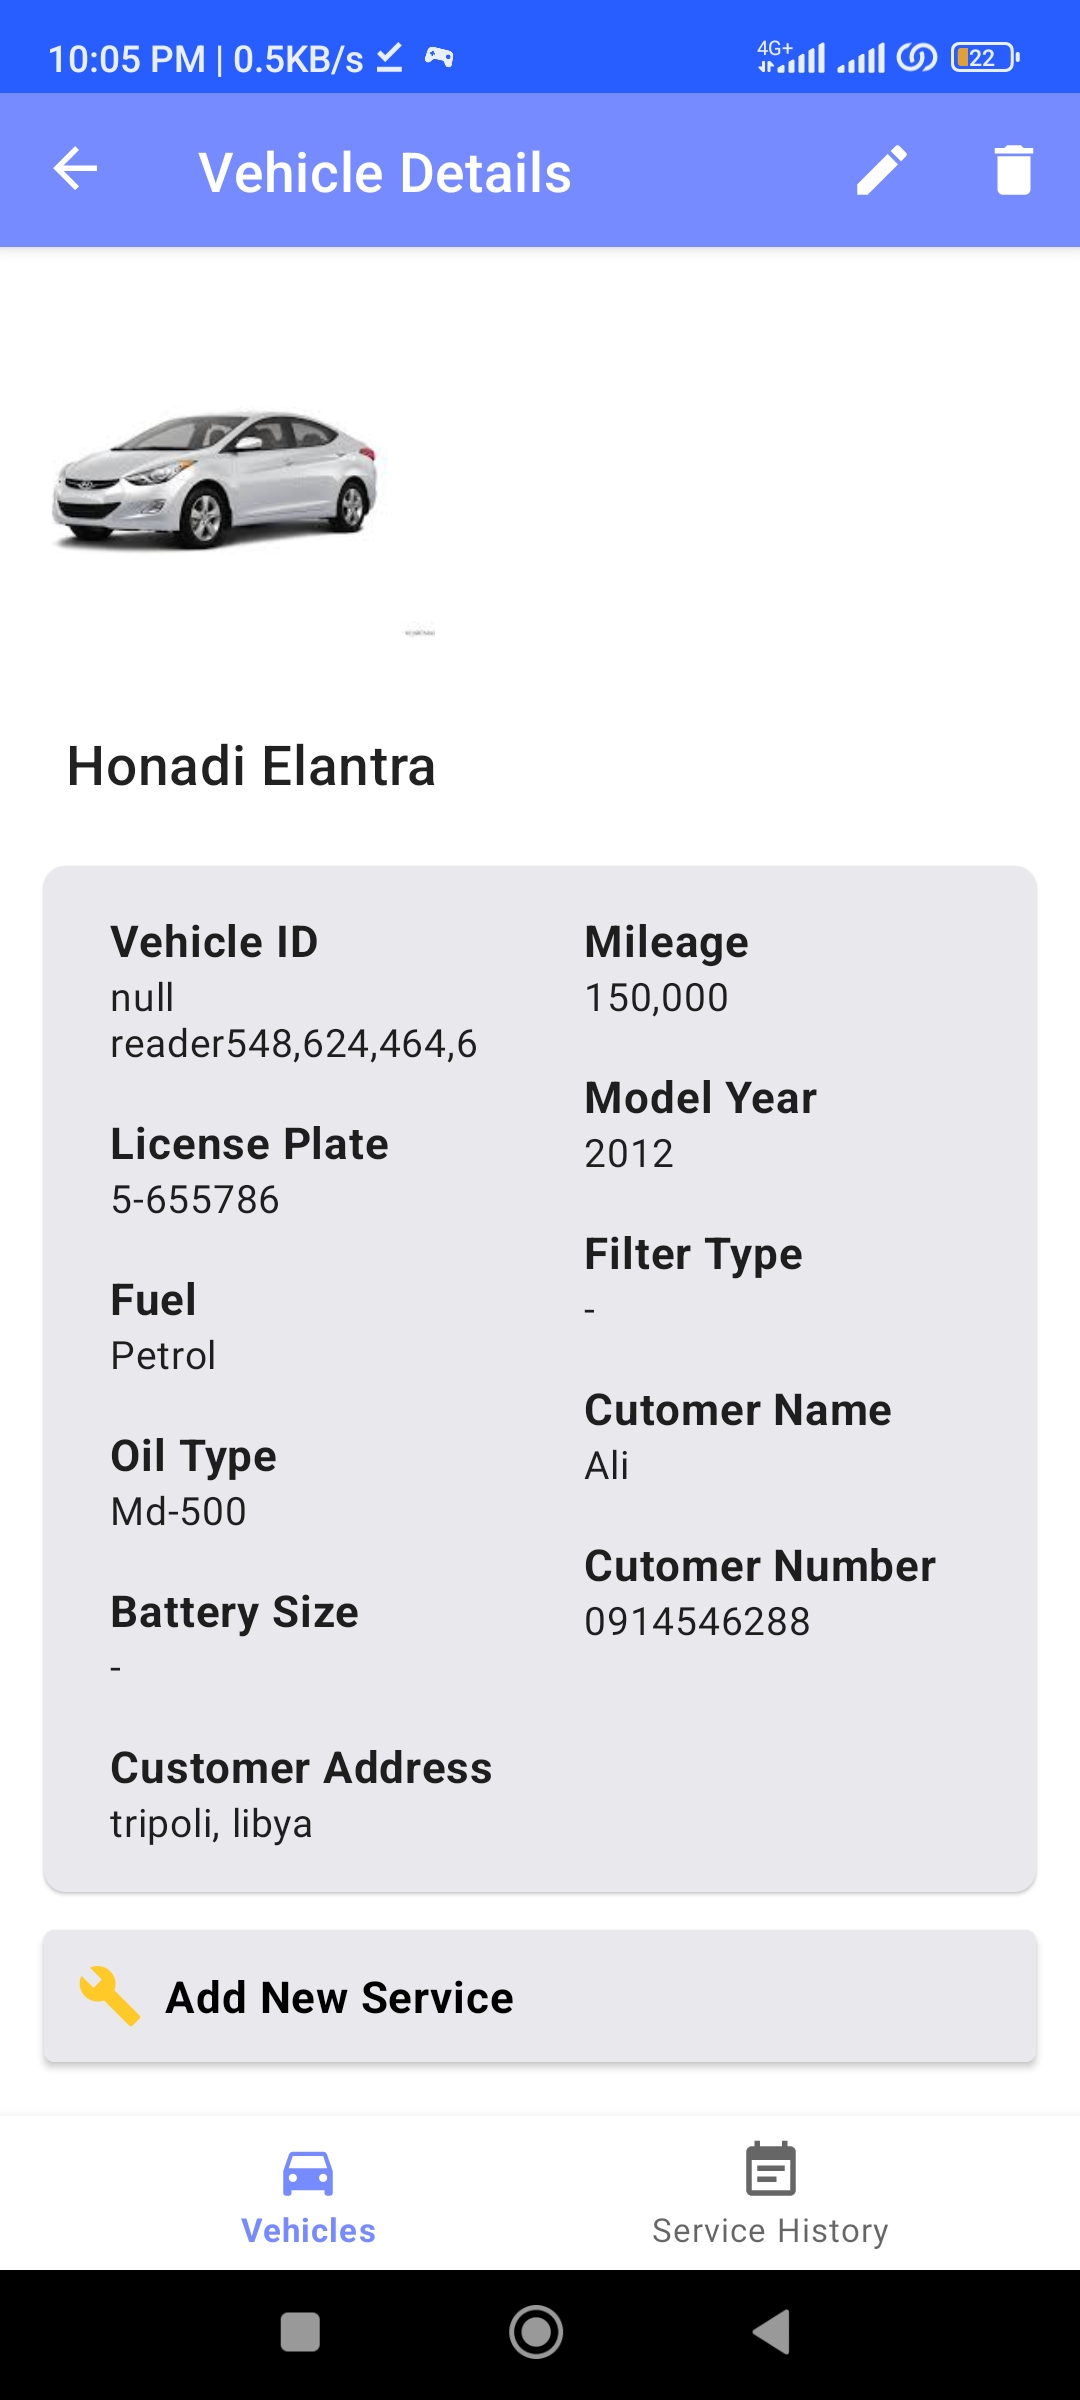 10:05 PM | 0.5KB/s
4G+
22
Vehicle Details
Honadi Elantra
Vehicle ID
null
reader548,624,464,6
License Plate
5-655786
Fuel
Petrol
Oil Type
Md-500
Battery Size
-
Customer Address
tripoli, libya
Mileage
150,000
Model Year
2012
Filter Type
-
Cutomer Name
Ali
Cutomer Number
0914546288
Add New Service
Vehicles
Service History